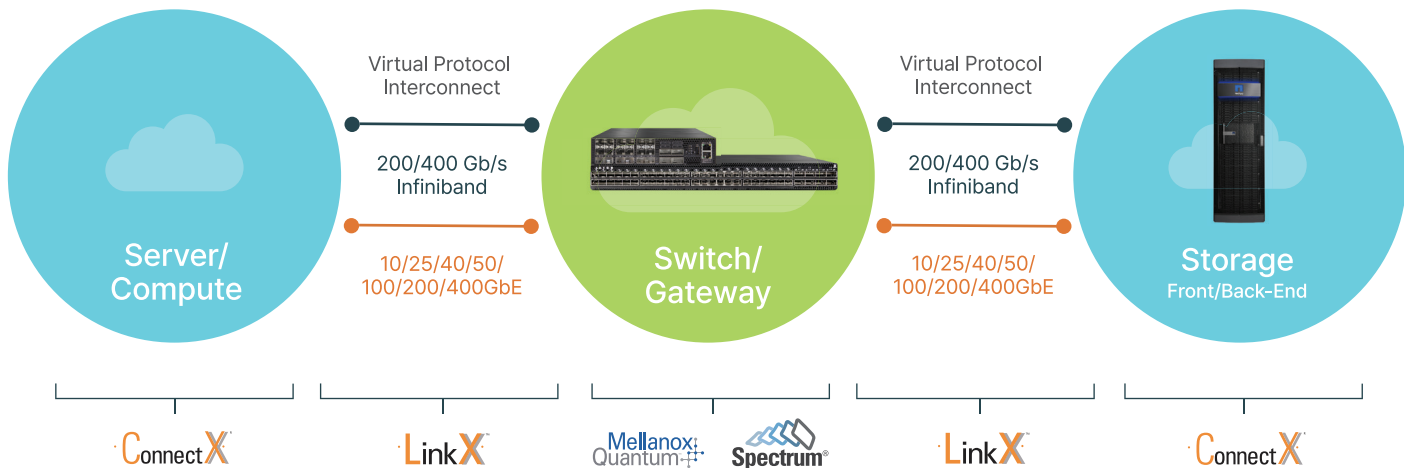 Virtual Protocol
Interconnect
200/400 Gb/s
Infiniband
10/25/40/50/
100/200/400GbE
Virtual Protocol
Interconnect
200/400 Gb/s
Infiniband
10/25/40/50/
100/200/400GbE
Server/
Compute
Switch/
Gateway
Storage
Front/Back-End
ConnectX
LinkX™
Mellanox
Quantum
Spectrum®
LinkX™
ConnectX